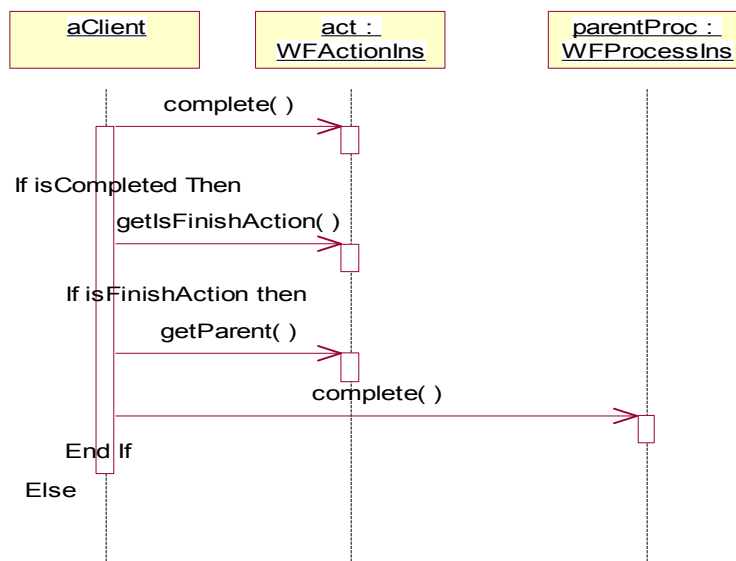 aClient
act :
WFActionIns
parentProc :
WFProcessIns
complete( )
If isCompleted Then
getIsFinishAction( )
If isFinishAction then
getParent( )
complete( )
End If
Else